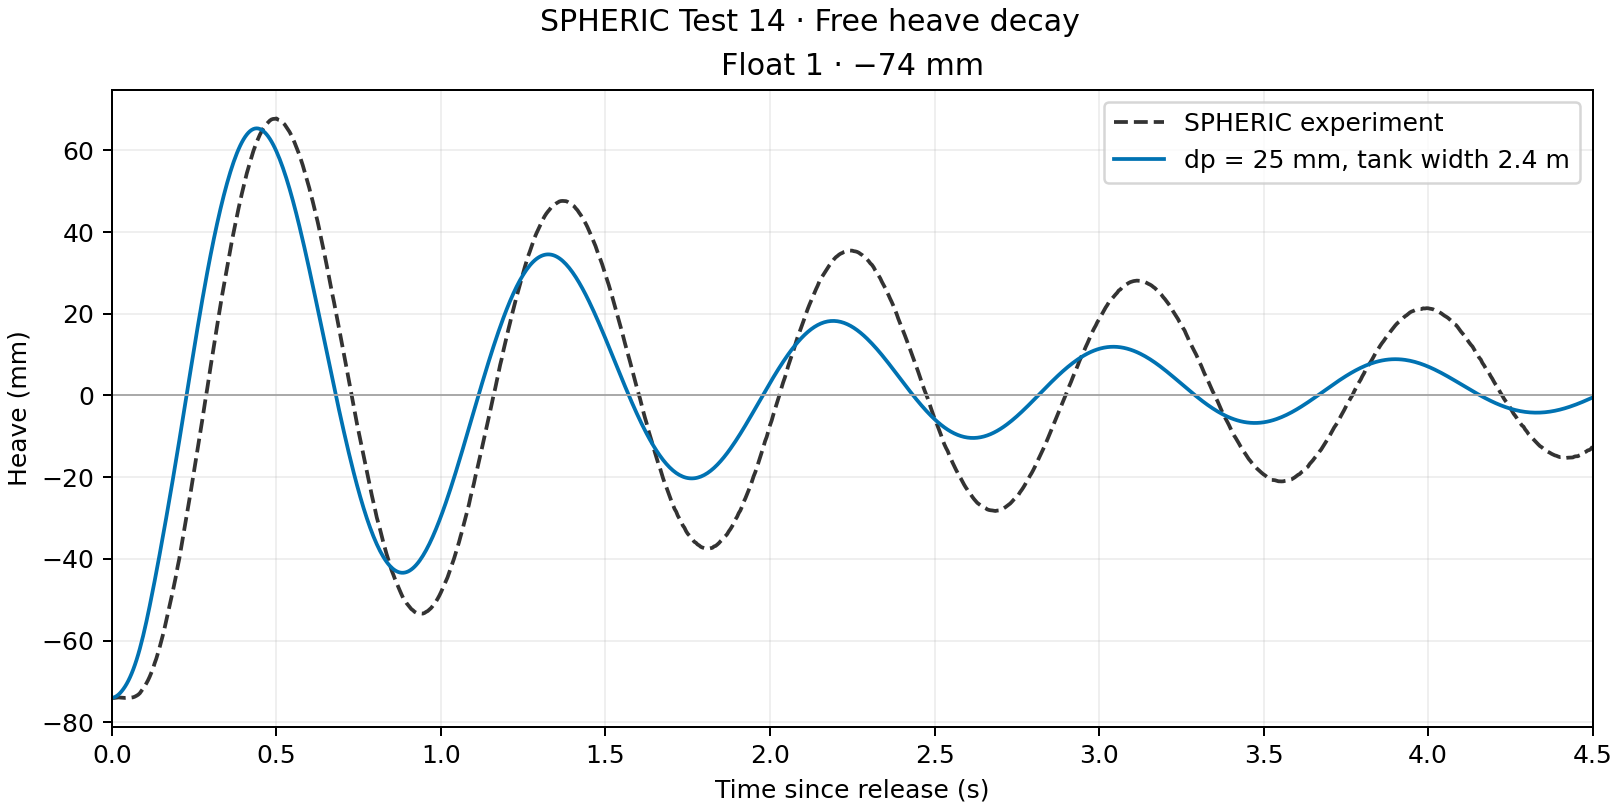 SPHERIC Test 14 · Free heave decay
Float 1 · −74 mm
SPHERIC experiment
dp = 25 mm, tank width 2.4 m
Heave (mm)
60
40
20
0
−20
−40
−60
−80
0.0 0.5 1.0 1.5 2.0 2.5 3.0 3.5 4.0 4.5
Time since release (s)